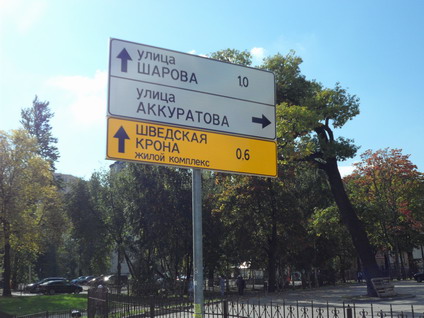 улица
ШАРОВА 1.0
улица
АККУРАТОВА
ШВЕДСКАЯ
КРОНА 0.6
ЖИЛОЙ КОМПЛЕКС